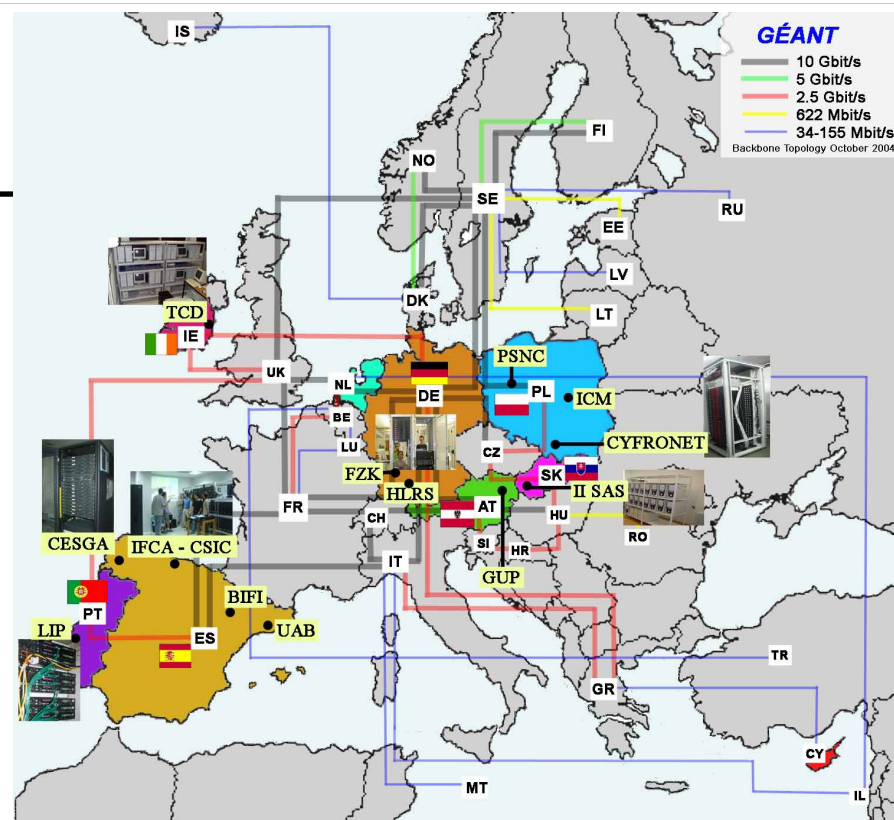 IS
GÉANT
10 Gbit/s
5 Gbit/s
2.5 Gbit/s
622 Mbit/s
34-155 Mbit/s
Backbone Topology October 2004
FI
NO
SE
RU
EE
LV
DK
LT
TCD
IE
PSNC
UK
NL
DE
PL
ICM
BE
CYFRONET
LU
CZ
FZK
SK
HLRS
II SAS
FR
AT
CH
HU
RO
CESGA
IFCA - CSIC
SI
HR
IT
GUP
BIFI
PT
LIP
ES
UAB
TR
GR
CY
MT
IL